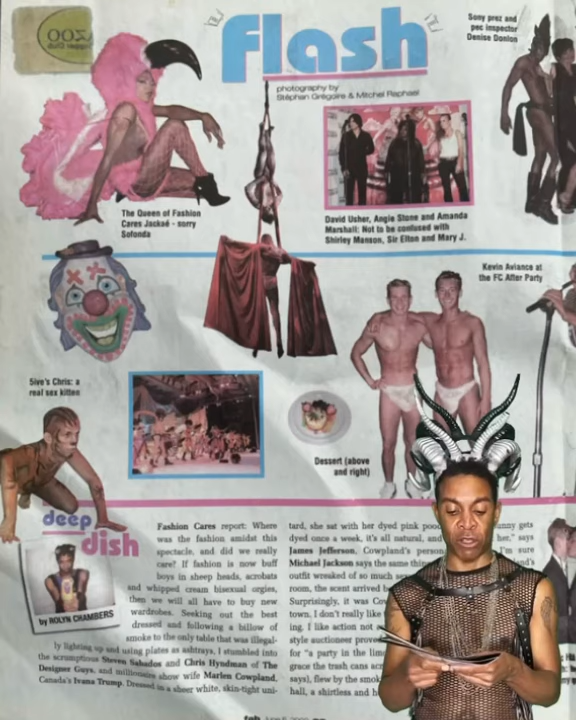 Flash
photography by
Stéphan Grégoire & Mitchel Raphael
Sony prez and
pec inspector
Denise Donlon
The Queen of Fashion
Cares Jackaé - sorry
Sofonda
David Usher, Angie Stone and Amanda
Marshall: Not to be confused with
Shirley Manson, Sir Elton and Mary J.
Kevin Aviance at
the FC After Party
5ive's Chris: a
real sex kitten
Dessert (above
and right)
deep
dish
by ROLYN CHAMBERS
Fashion Cares report: Where
was the fashion amidst this
spectacle, and did we really
care? If fashion is now buff
boys in sheep heads, acrobats
and whipped cream bisexual orgies,
then we will all have to buy new
wardrobes. Seeking out the best
dressed and following a billow of
smoke to the only table that was illegal-
ly lighting up and using plates as ashtrays, I stumbled into
the scrumptious Steven Sabados and Chris Hyndman of The
Designer Guys, and millionaire show wife Marlen Cowpland,
Canada's Ivana Trump. Dressed in a sheer white, skin-tight uni-
tard, she sat with her dyed pink
dyed once a week, it's all natural, and
James Jefferson, Cowpland's
Michael Jackson says the same
outfit wreaked of so much
room, the scent arrived
Surprisingly, it was
town, I don't really like
ing. I like action not
style auctioneer
for "a party in the
grace the trash cans
says), flew by the
hall, a shirtless and
gets
her," says
I'm sure
fab